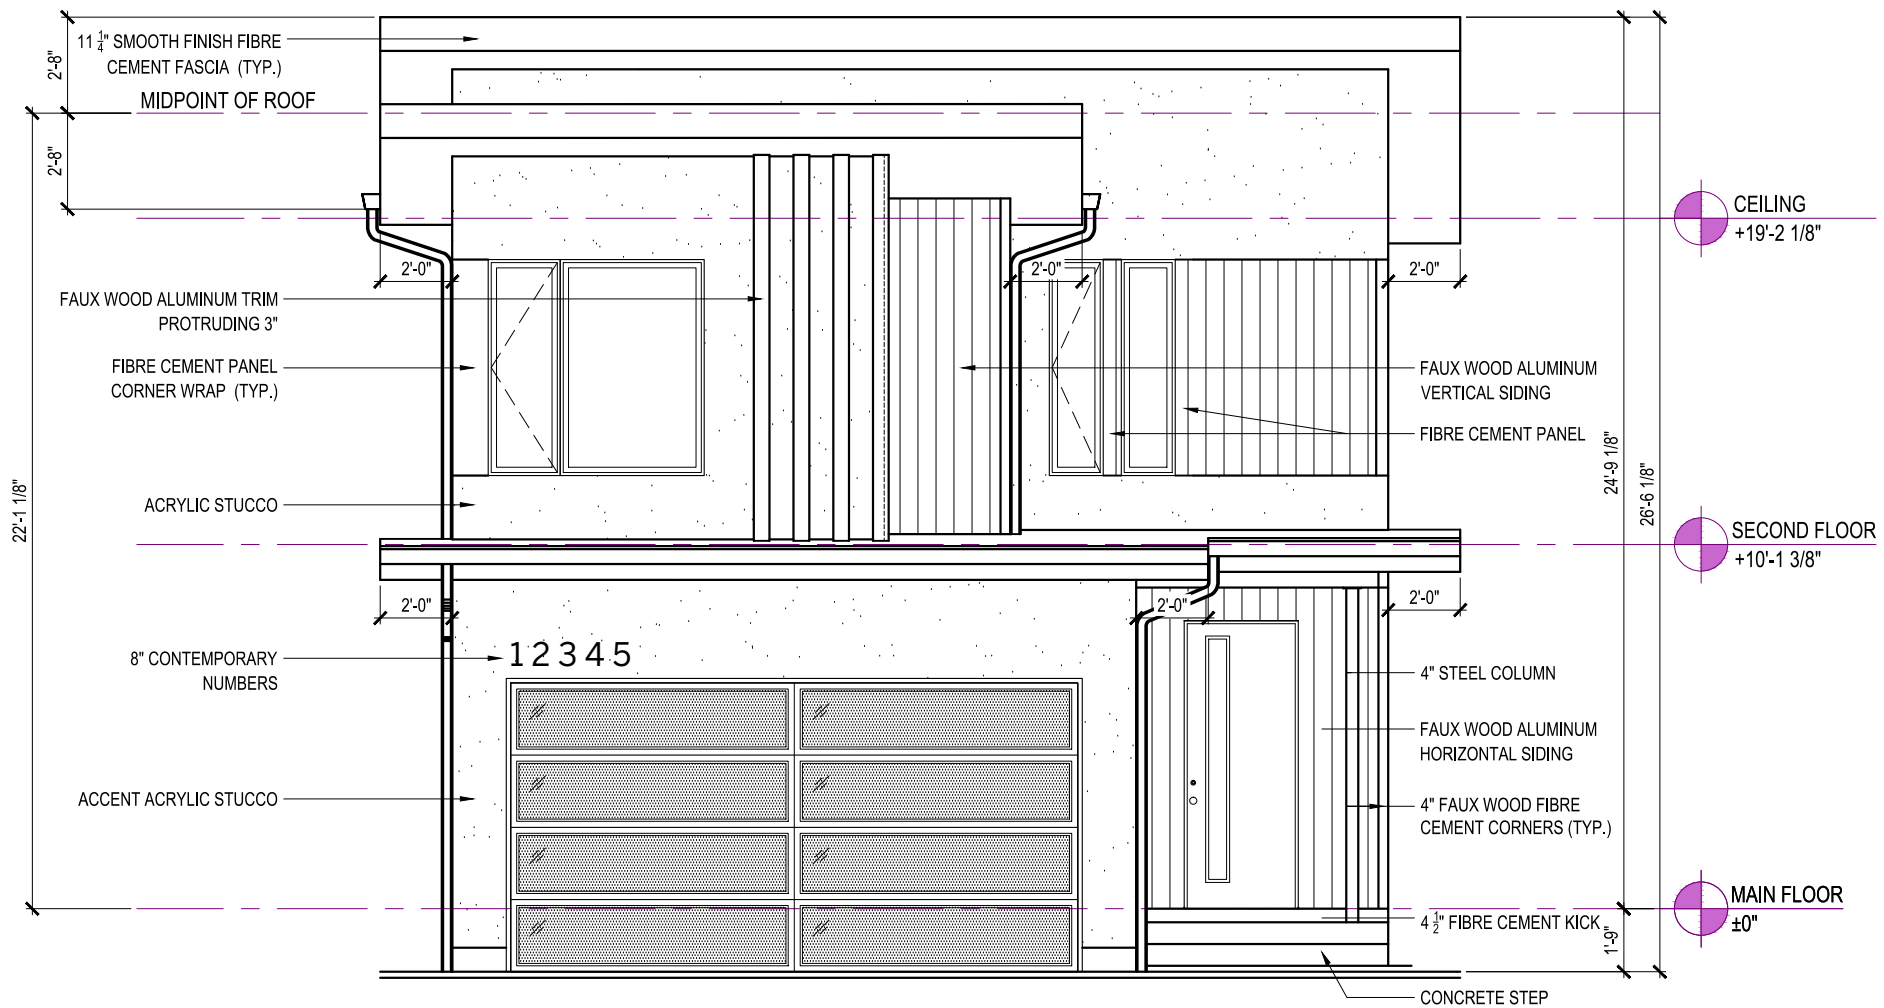 11 1/4" SMOOTH FINISH FIBRE
CEMENT FASCIA (TYP.)
2'-8"
MIDPOINT OF ROOF
2'-8"
CEILING
+19'-2 1/8"
2'-0"
2'-0"
2'-0"
FAUX WOOD ALUMINUM TRIM
PROTRUDING 3"
FIBRE CEMENT PANEL
CORNER WRAP (TYP.)
FAUX WOOD ALUMINUM
VERTICAL SIDING
FIBRE CEMENT PANEL
ACRYLIC STUCCO
22'-1 1/8"
24'-9 1/8"
26'-6 1/8"
SECOND FLOOR
+10'-1 3/8"
2'-0"
2'-0"
2'-0"
12345
8" CONTEMPORARY
NUMBERS
4" STEEL COLUMN
FAUX WOOD ALUMINUM
HORIZONTAL SIDING
ACCENT ACRYLIC STUCCO
4" FAUX WOOD FIBRE
CEMENT CORNERS (TYP.)
MAIN FLOOR
±0"
4 1/2" FIBRE CEMENT KICK
1'-9"
CONCRETE STEP